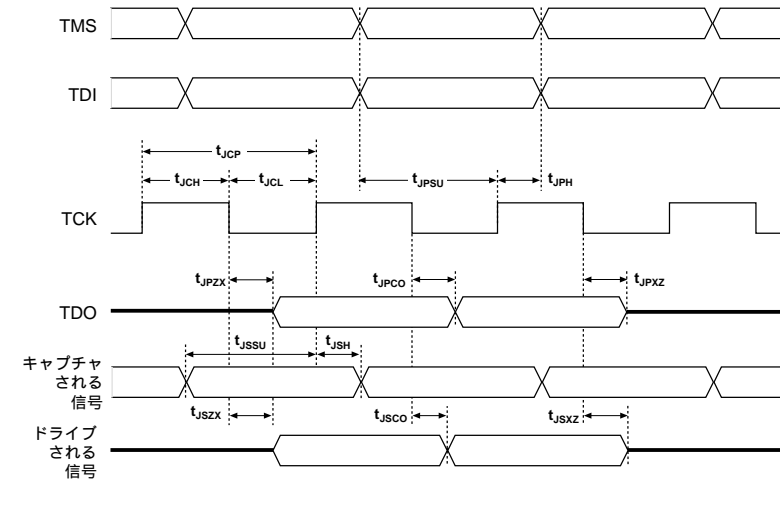 TMS
TDI
tJCP
tJCH
tJCL
tJPSU
tJPH
TCK
tJPZX
tJPCO
tJPXZ
TDO
tJSSU
tJSH
キャプチャ
される
信号
tJSZX
tJSCO
tJSXZ
ドライブ
される
信号